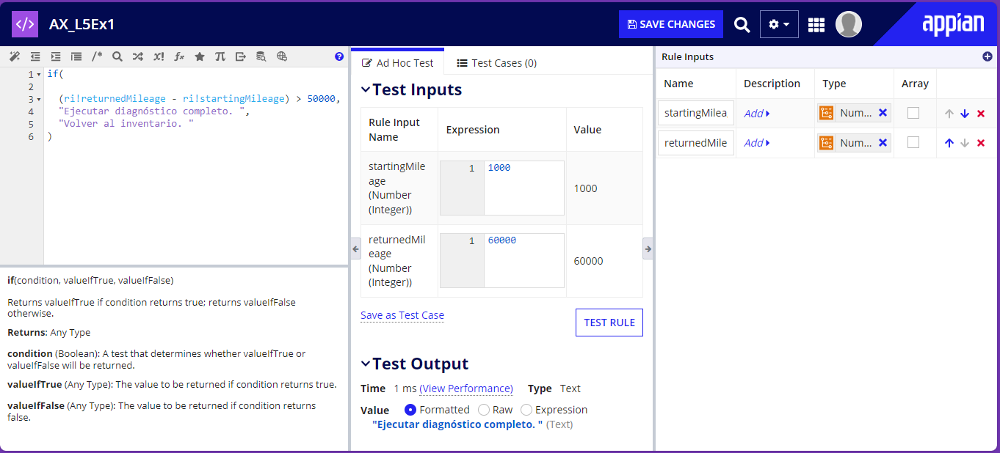 </> AX_L5Ex1
SAVE CHANGES
appian
/* x! fx π
1 if(
2
3 (ri!returnedMileage - ri!startingMileage) > 50000,
4 "Ejecutar diagnóstico completo. ",
5 "Volver al inventario. "
6 )
if(condition, valueIfTrue, valueIfFalse)
Returns valueIfTrue if condition returns true; returns valueIfFalse
otherwise.
Returns: Any Type
condition (Boolean): A test that determines whether valueIfTrue or
valueIfFalse will be returned.
valueIfTrue (Any Type): The value to be returned if condition returns true.
valueIfFalse (Any Type): The value to be returned if condition returns
false.
Ad Hoc Test
Test Cases (0)
Test Inputs
Rule Input
Name
Expression
Value
startingMile
age
(Number
(Integer))
1 1000
1000
returnedMil
eage
(Number
(Integer))
1 60000
60000
Save as Test Case
TEST RULE
Test Output
Time 1 ms (View Performance) Type Text
Value Formatted Raw Expression
"Ejecutar diagnóstico completo. " (Text)
Rule Inputs
Name Description Type Array
startingMilea Add Num...
returnedMile Add Num...